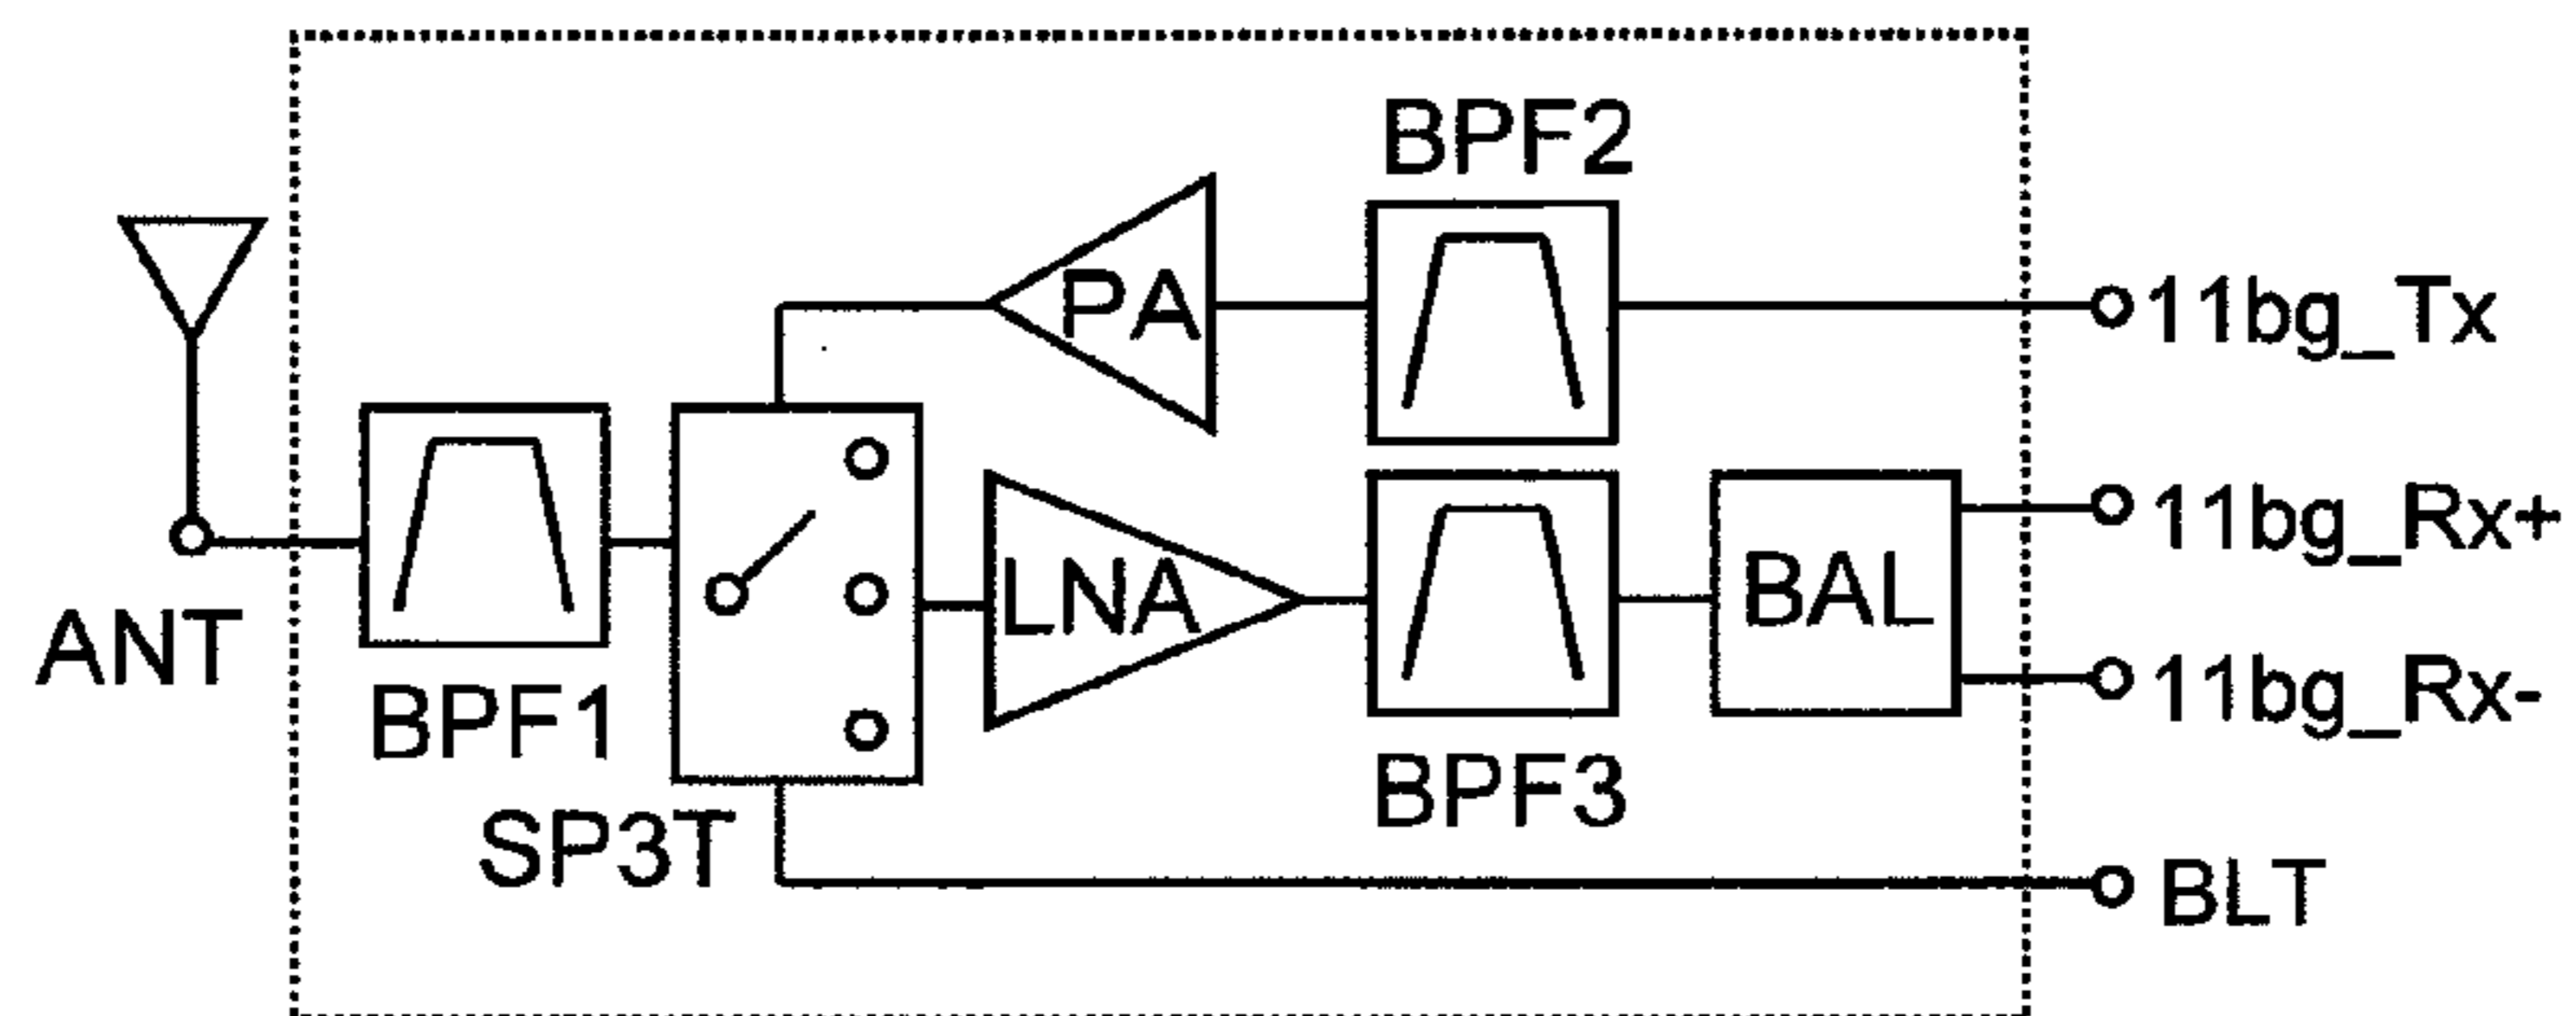 BPF2
PA
11bg_Tx
ANT
BPF1
SP3T
LNA
BPF3
BAL
11bg_Rx+
11bg_Rx-
BLT